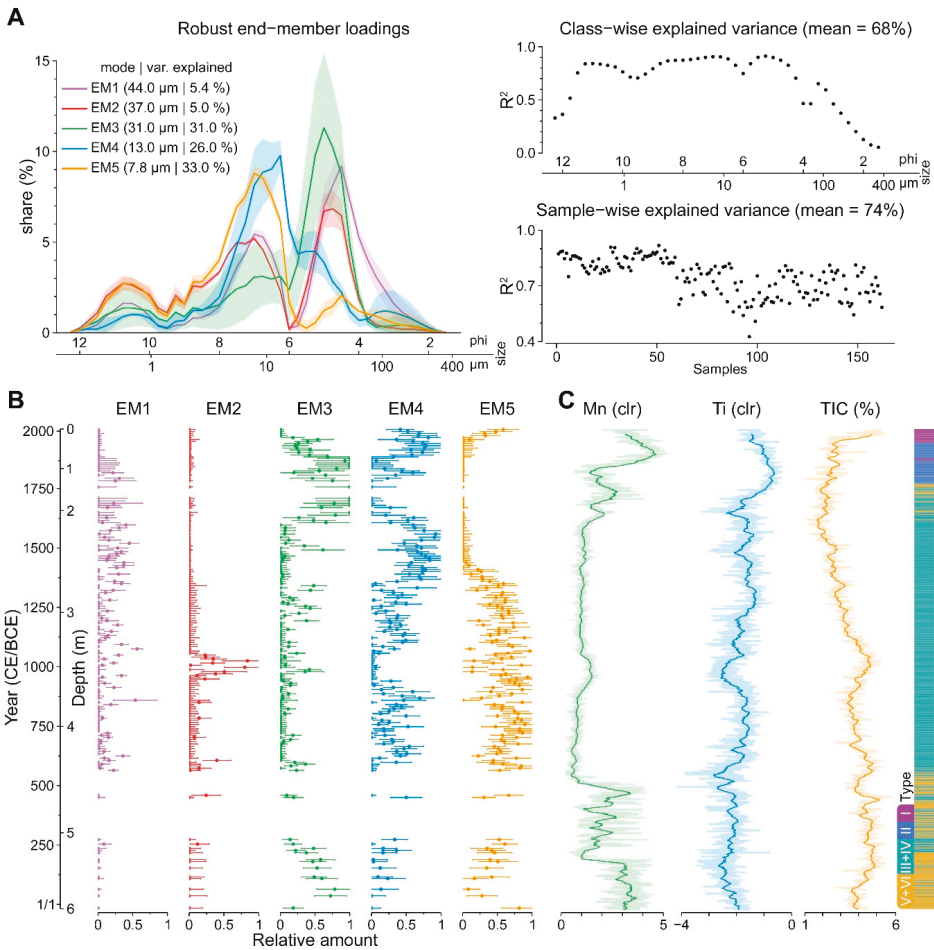 A
Robust end−member loadings
15
10
5
0
share (%)
mode | var. explained
EM1 (44.0 µm | 5.4 %)
EM2 (37.0 µm | 5.0 %)
EM3 (31.0 µm | 31.0 %)
EM4 (13.0 µm | 26.0 %)
EM5 (7.8 µm | 33.0 %)
12 10 8 6 4 2 phi
1 10 100 400 µm
size
Class−wise explained variance (mean = 68%)
1.0
0.5
0.0
R²
12 10 8 6 4 2 phi
1 10 100 400 µm
size
Sample−wise explained variance (mean = 74%)
1.0
0.7
0.4
R²
0 50 100 150
Samples
B
EM1 EM2 EM3 EM4 EM5
2000
1750
1500
1250
1000
750
500
250
1/1
Year (CE/BCE)
0
1
2
3
4
5
6
Depth (m)
0 1 0 1 0 1 0 1 0 0.5 1
Relative amount
C
Mn (clr) Ti (clr) TIC (%)
0 5 −4 0 1 6
Type
I
II
III+IV
V+VI